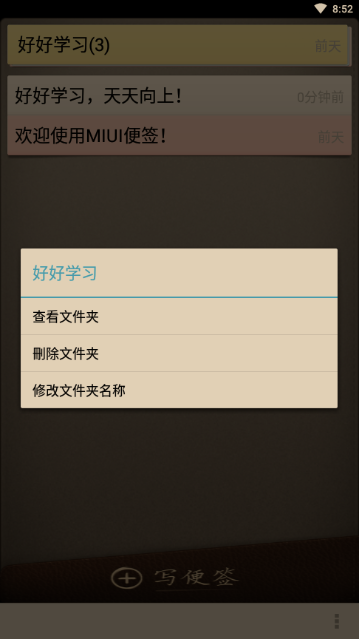 8:52
好好学习(3) 前天
好好学习，天天向上！ 0分钟前
欢迎使用MIUI便签！ 前天
好好学习
查看文件夹
刪除文件夹
修改文件夹名称
写便签